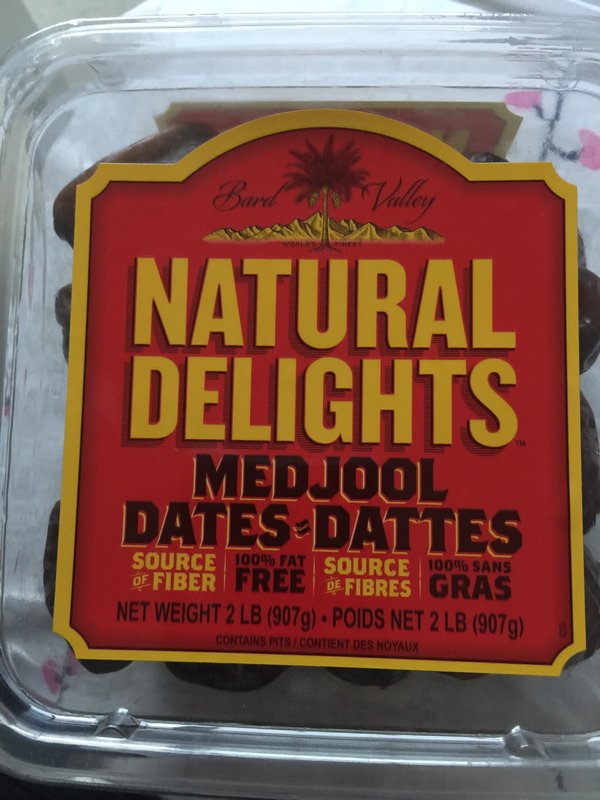 Bard Valley
WORLD'S FINEST
NATURAL
DELIGHTS™
MEDJOOL
DATES DATTES
SOURCE OF FIBER 100% FAT FREE SOURCE DE FIBRES 100% SANS GRAS
NET WEIGHT 2 LB (907g) • POIDS NET 2 LB (907g)
CONTAINS PITS / CONTIENT DES NOYAUX